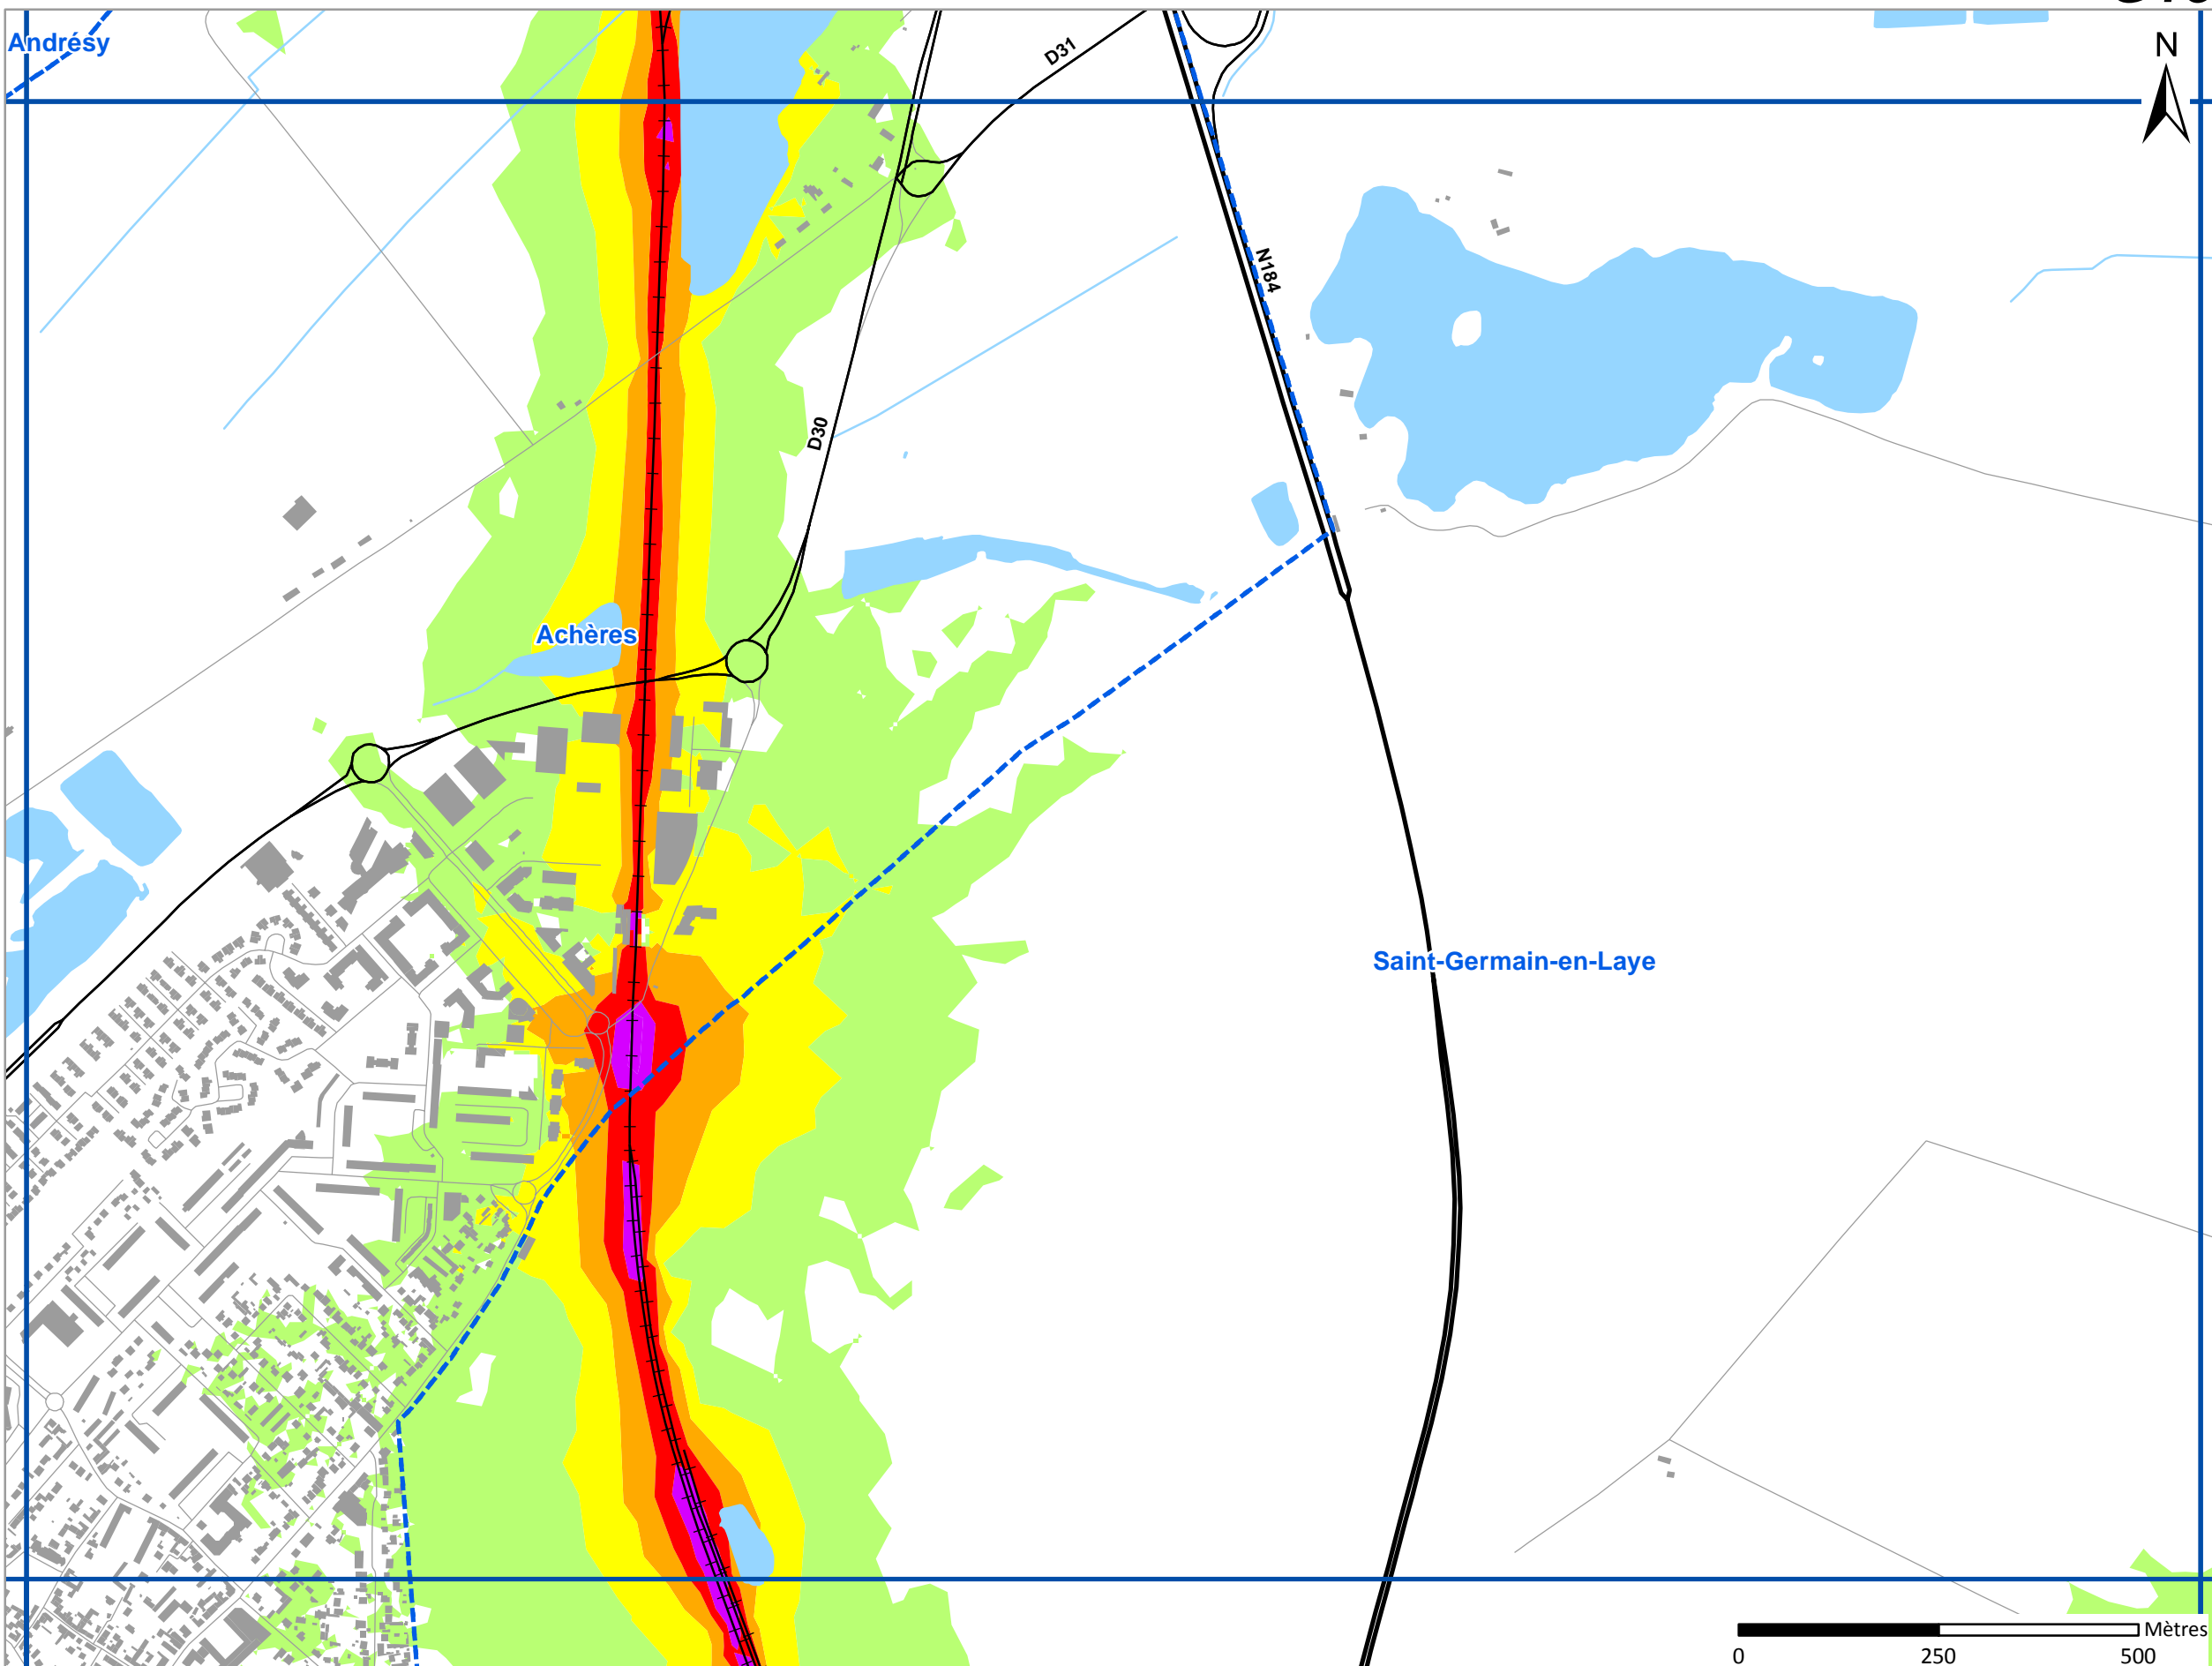 Andrésy
N
D31
N184
D30
Achères
Saint-Germain-en-Laye
Mètres
0 250 500